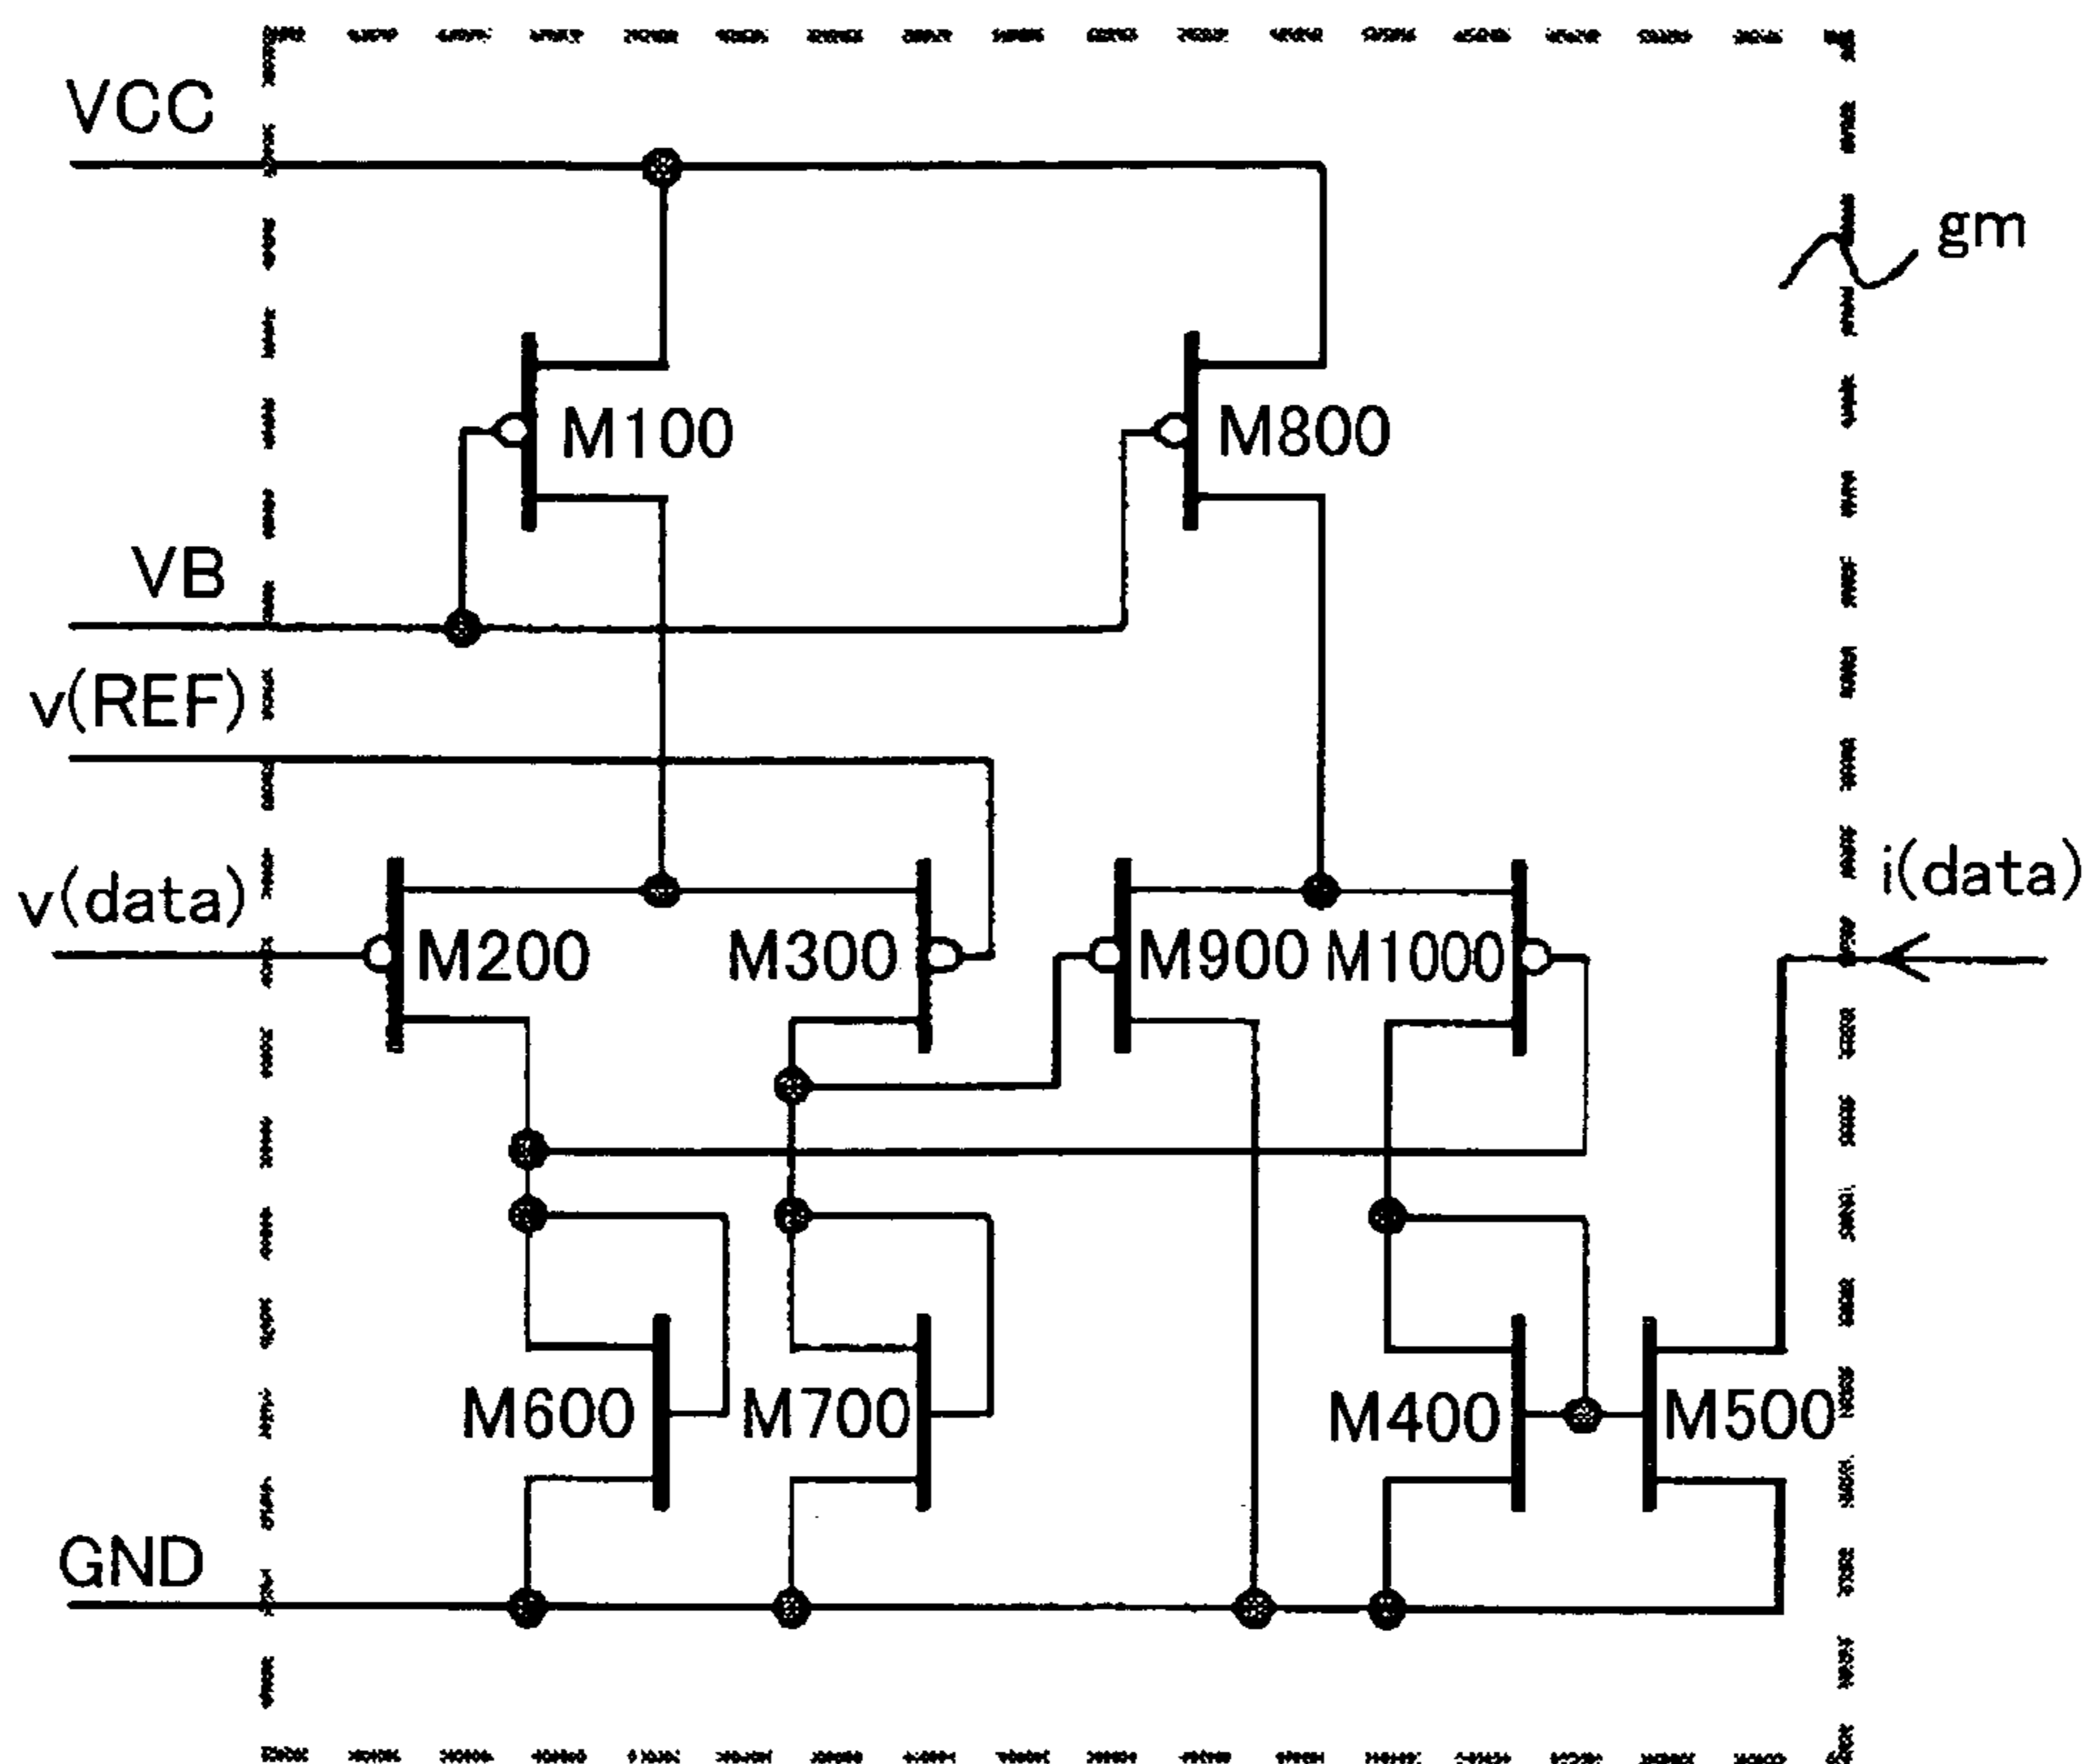 VCC
gm
M100
M800
VB
v(REF)
v(data)
M200
M300
M900
M1000
i(data)
M600
M700
M400
M500
GND